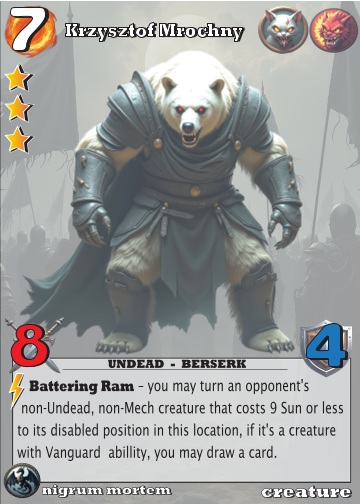 7 Krzysztof Mrochny
8 4
UNDEAD - BERSERK
Battering Ram - you may turn an opponent's
non-Undead, non-Mech creature that costs 9 Sun or less
to its disabled position in this location, if it's a creature
with Vanguard abillity, you may draw a card.
nigrum mortem creature